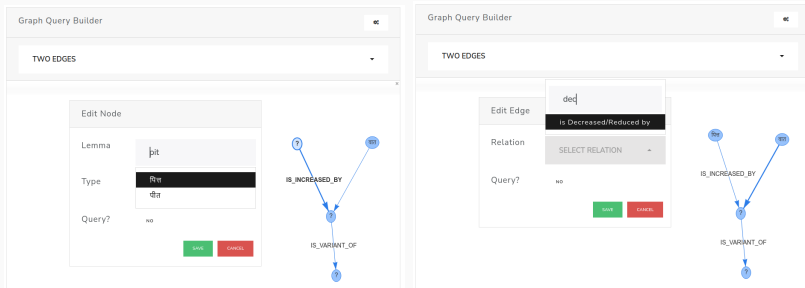 Graph Query Builder
TWO EDGES
Edit Node
Lemma
pit
Type
पित्त
पीत
Query?
NO
SAVE
CANCEL
?
वात
IS_INCREASED_BY
?
IS_VARIANT_OF
?
Graph Query Builder
TWO EDGES
dec
Edit Edge
is Decreased/Reduced by
Relation
SELECT RELATION
Query?
NO
SAVE
CANCEL
पित्त
वात
IS_INCREASED_BY
?
IS_VARIANT_OF
?